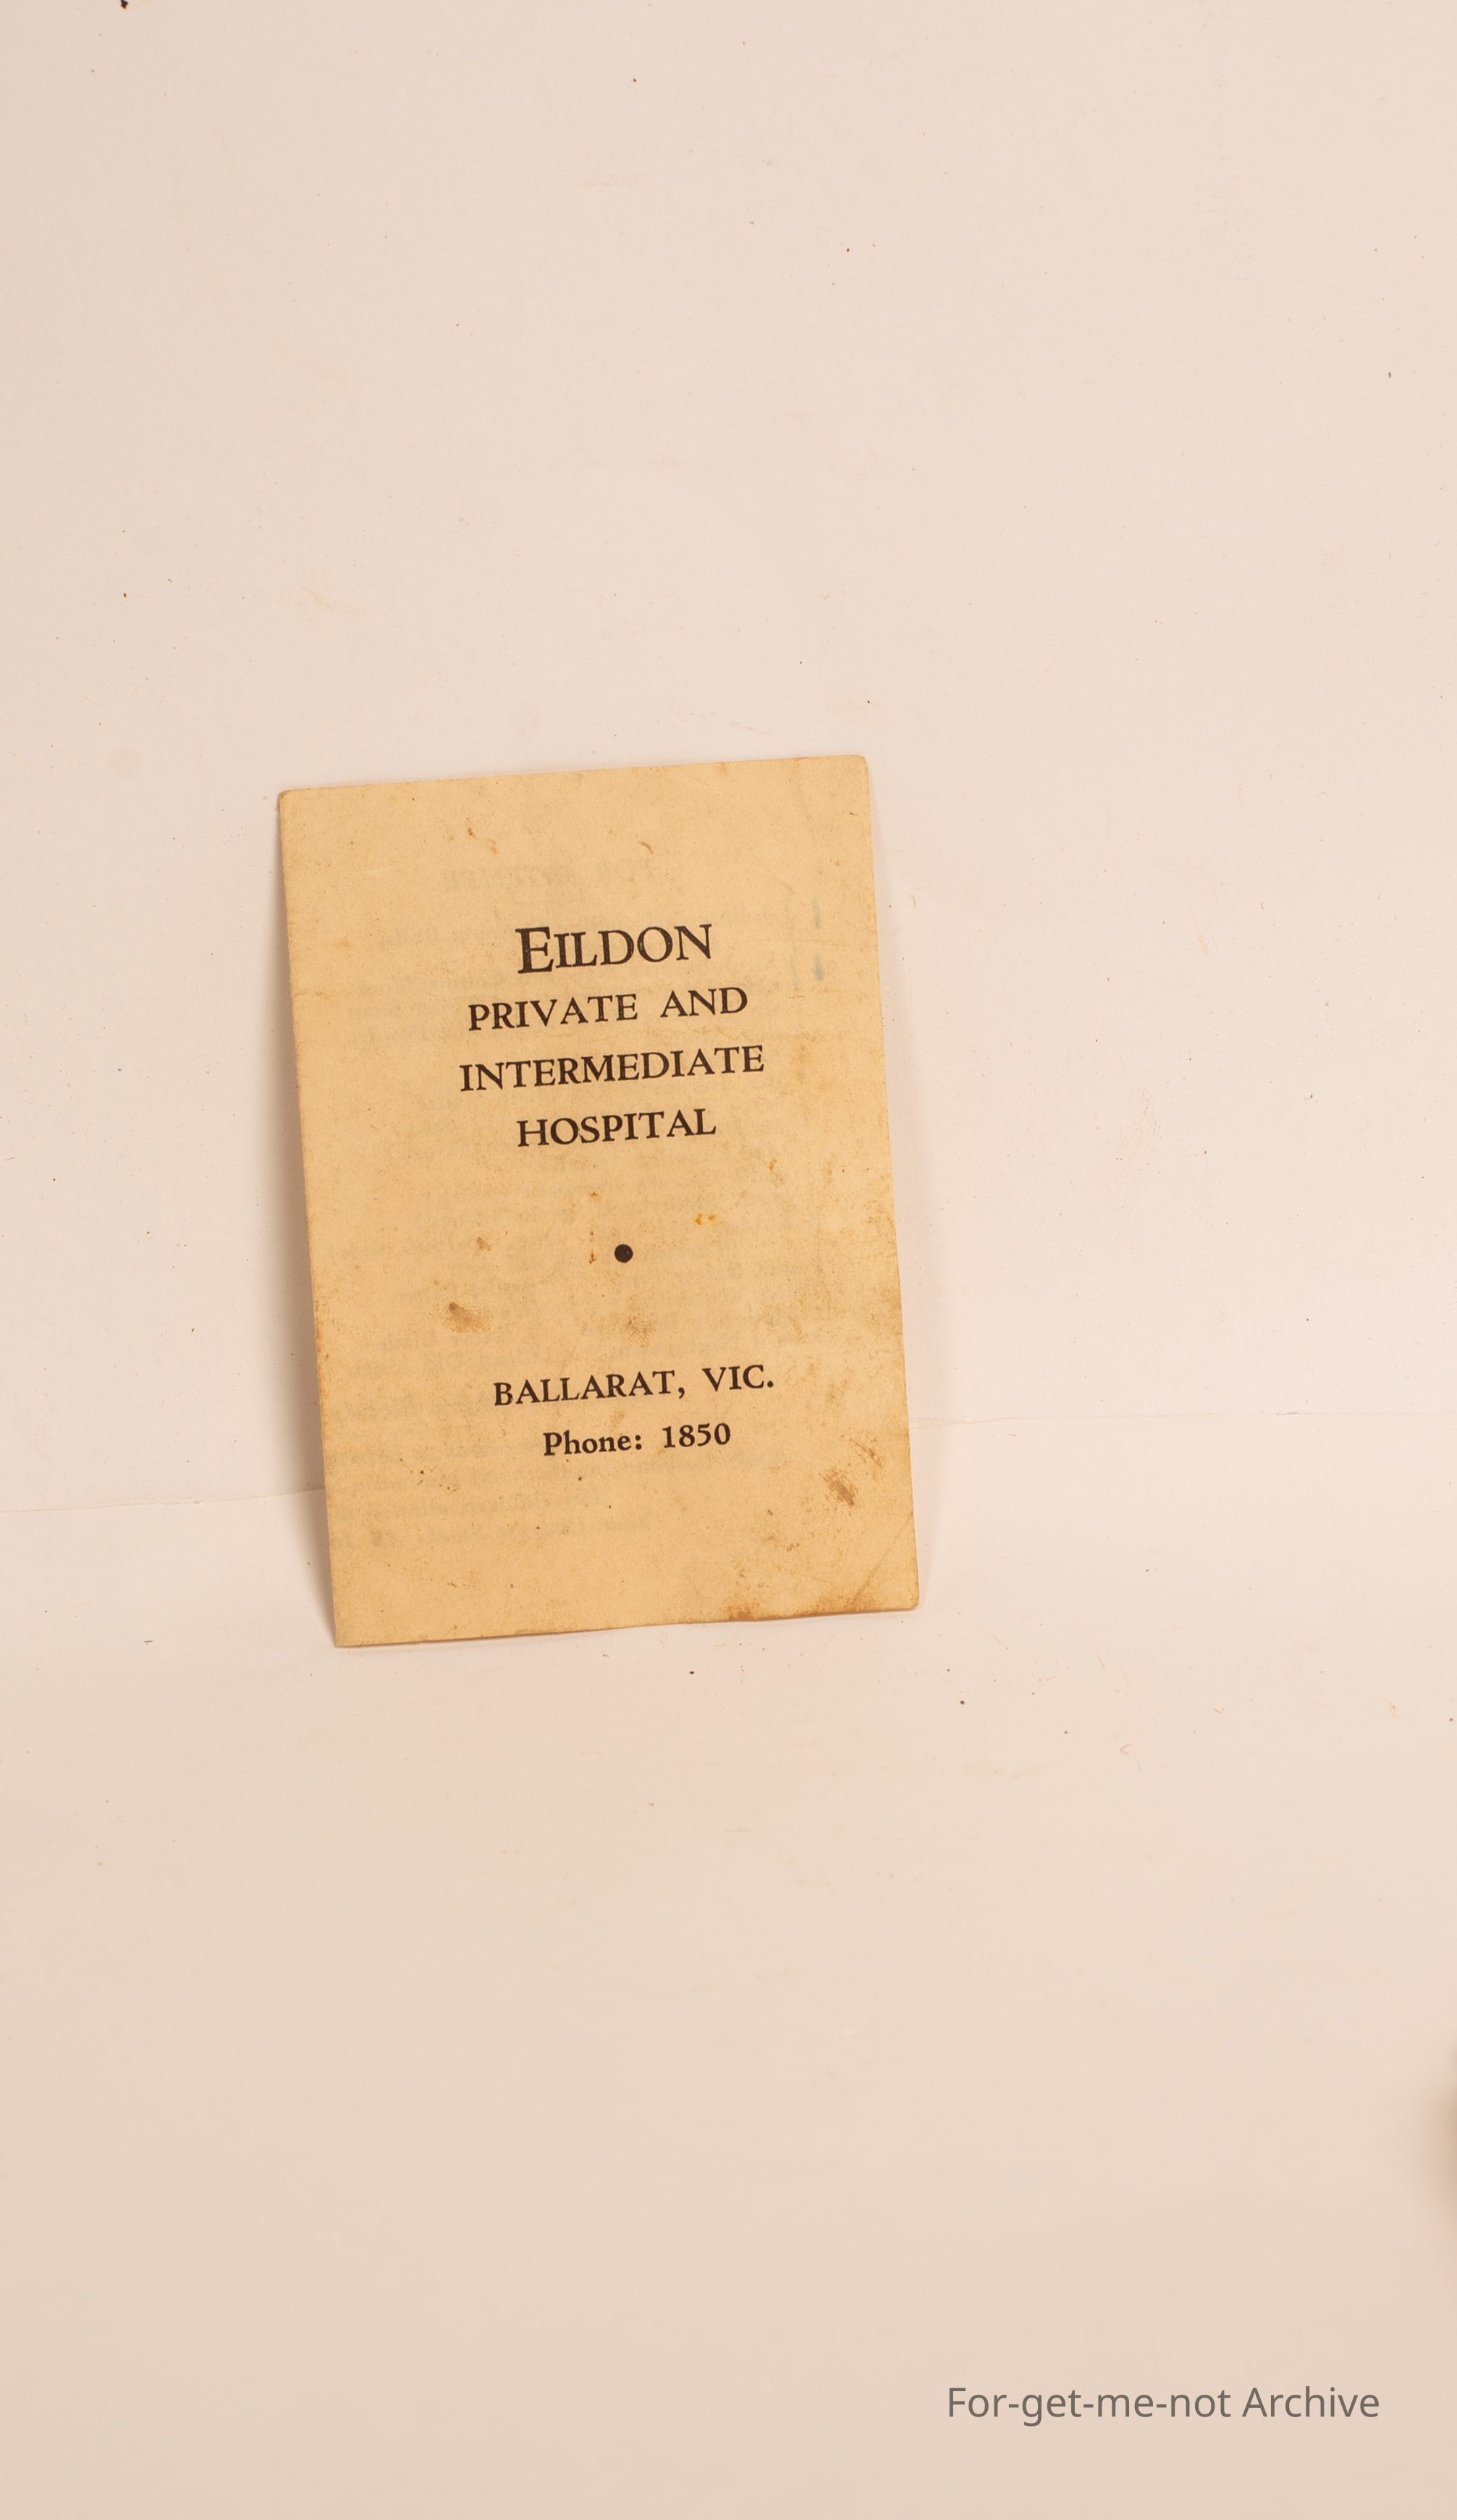 EILDON
PRIVATE AND
INTERMEDIATE
HOSPITAL
BALLARAT, VIC.
Phone: 1850
For-get-me-not Archive